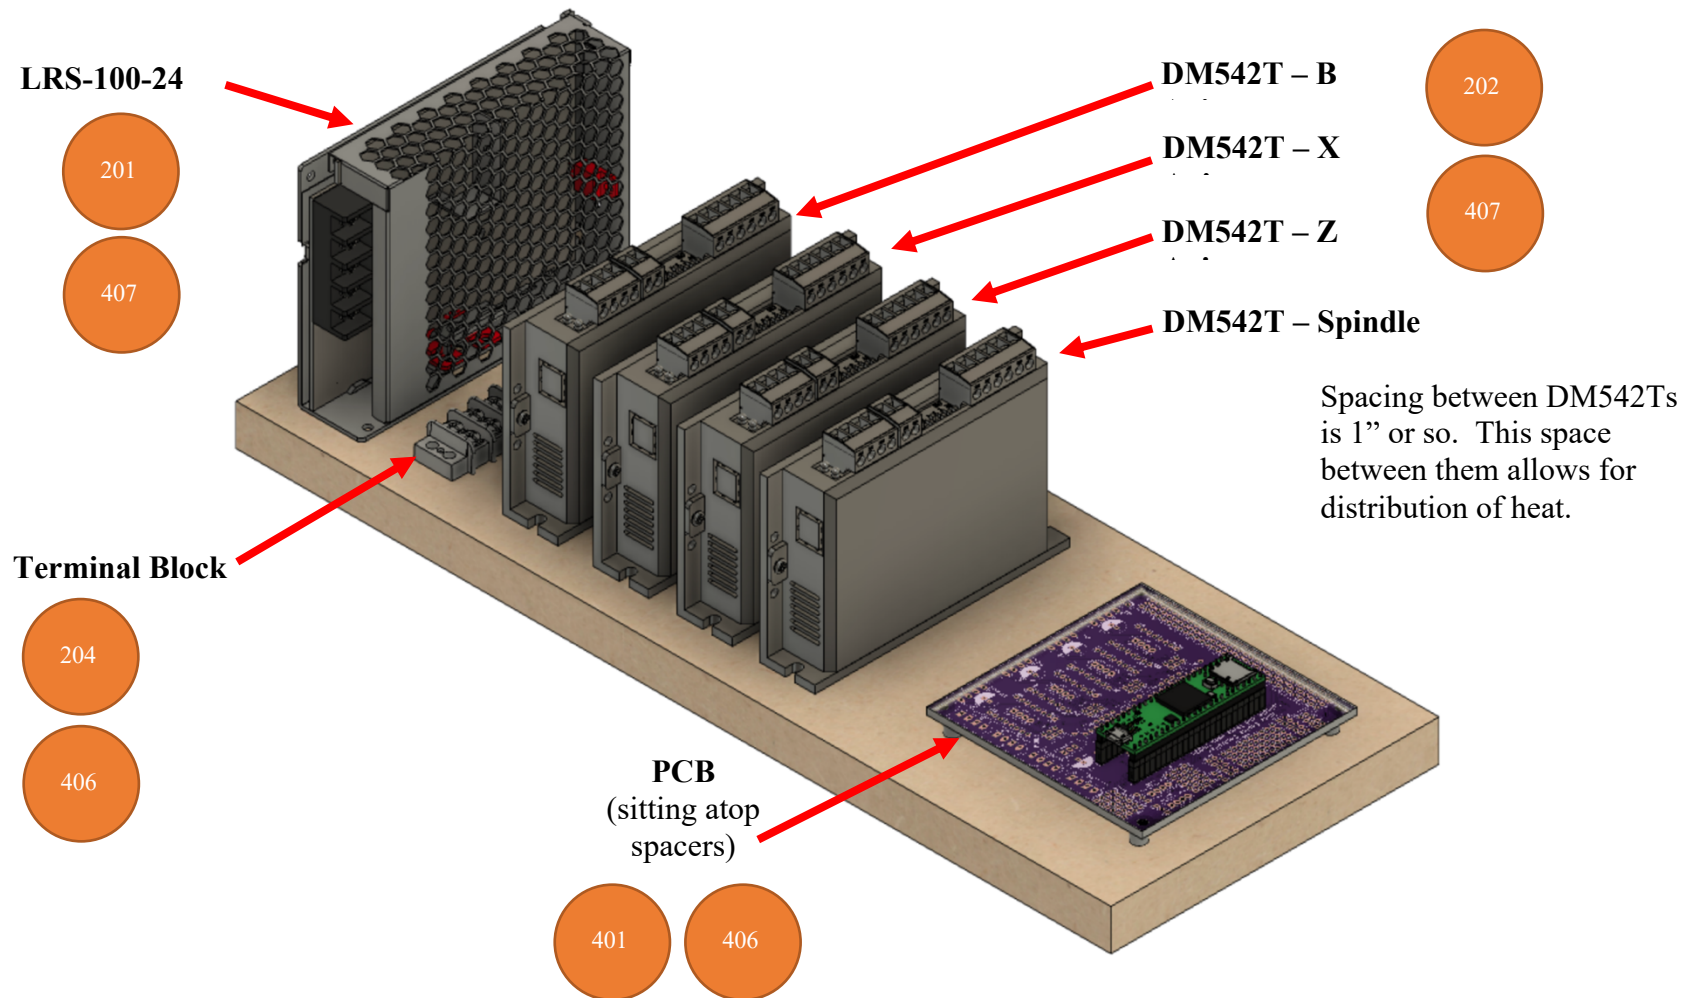 LRS-100-24
201
407
DM542T – B
DM542T – X
DM542T – Z
DM542T – Spindle
202
407
Spacing between DM542Ts
is 1” or so.  This space
between them allows for
distribution of heat.
Terminal Block
204
406
PCB
(sitting atop
spacers)
401
406